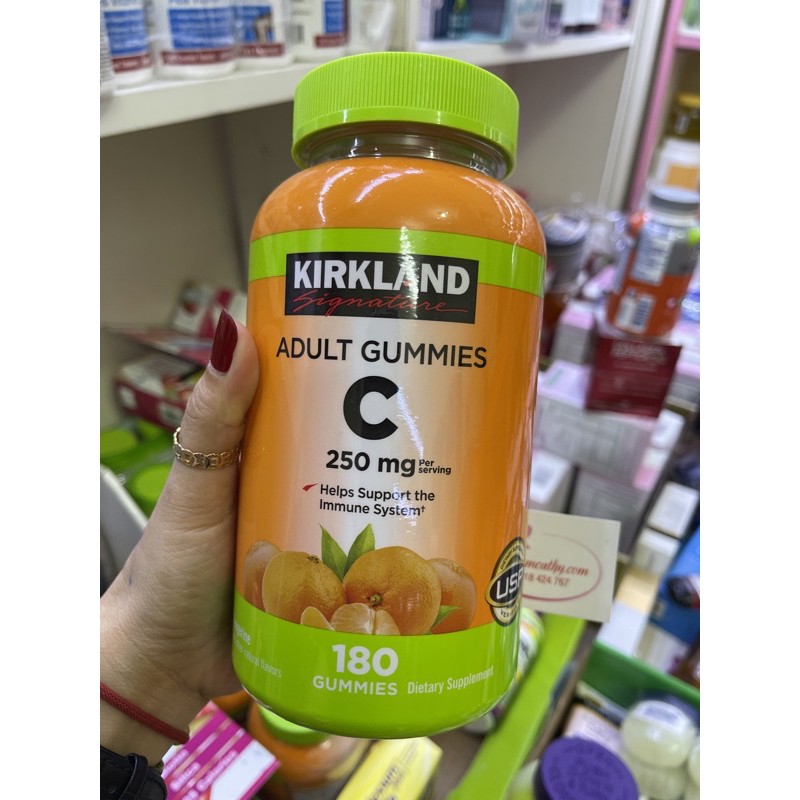 KIRKLAND
Signature
ADULT GUMMIES
C
250 mg Per serving
Helps Support the
Immune System†
USP
180
GUMMIES
Dietary Supplement